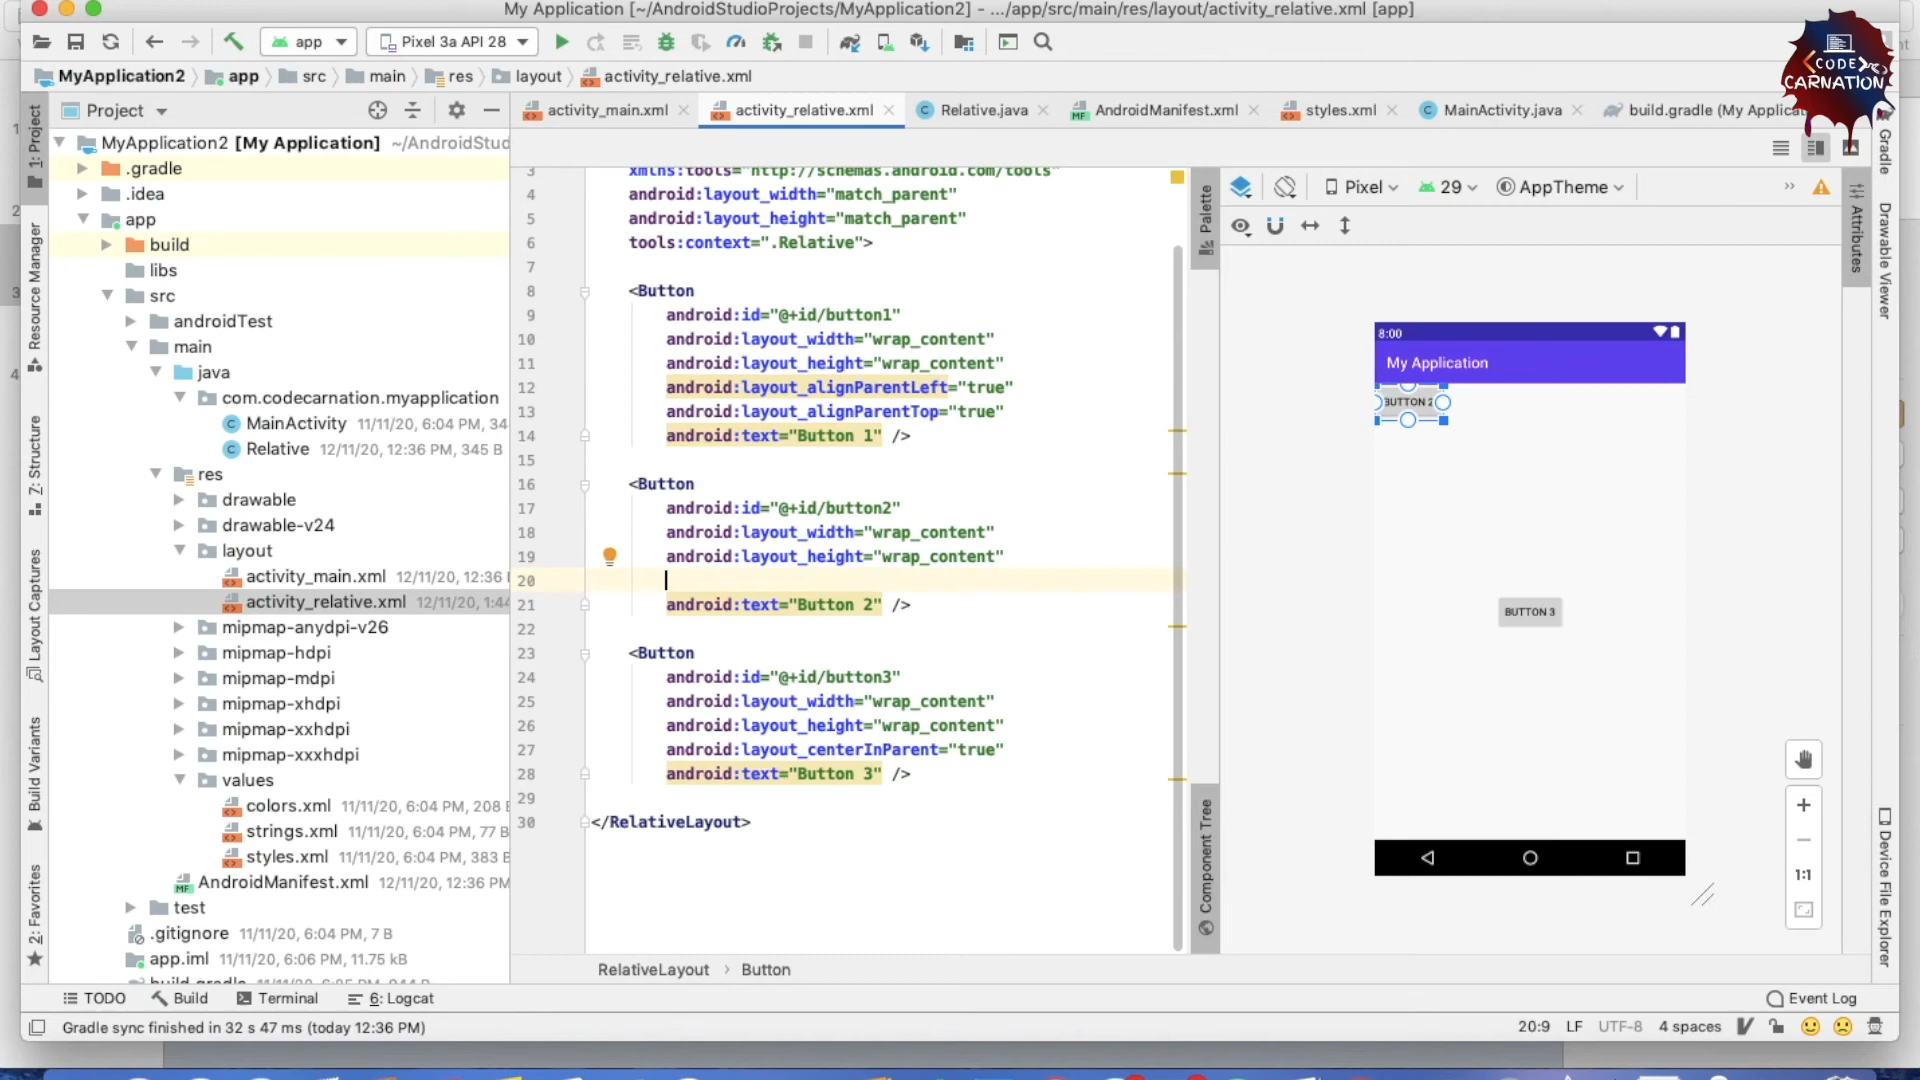 My Application [~/AndroidStudioProjects/MyApplication2] - .../app/src/main/res/layout/activity_relative.xml [app]
app
Pixel 3a API 28
MyApplication2 app src main res layout activity_relative.xml
CODE
CARNATION
Project
activity_main.xml
activity_relative.xml
Relative.java
AndroidManifest.xml
styles.xml
MainActivity.java
build.gradle (My Applicat
1: Project
Resource Manager
Z: Structure
Layout Captures
Build Variants
2: Favorites
MyApplication2 [My Application] ~/AndroidStud
.gradle
.idea
app
build
libs
src
androidTest
main
java
com.codecarnation.myapplication
MainActivity 11/11/20, 6:04 PM, 34
Relative 12/11/20, 12:36 PM, 345 B
res
drawable
drawable-v24
layout
activity_main.xml 12/11/20, 12:36
activity_relative.xml 12/11/20, 1:44
mipmap-anydpi-v26
mipmap-hdpi
mipmap-mdpi
mipmap-xhdpi
mipmap-xxhdpi
mipmap-xxxhdpi
values
colors.xml 11/11/20, 6:04 PM, 208 B
strings.xml 11/11/20, 6:04 PM, 77 B
styles.xml 11/11/20, 6:04 PM, 383 B
AndroidManifest.xml 12/11/20, 12:36 PM
test
.gitignore 11/11/20, 6:04 PM, 7 B
app.iml 11/11/20, 6:06 PM, 11.75 kB
3 xmlns:tools="http://schemas.android.com/tools"
4 android:layout_width="match_parent"
5 android:layout_height="match_parent"
6 tools:context=".Relative">
7
8 <Button
9 android:id="@+id/button1"
10 android:layout_width="wrap_content"
11 android:layout_height="wrap_content"
12 android:layout_alignParentLeft="true"
13 android:layout_alignParentTop="true"
14 android:text="Button 1" />
15
16 <Button
17 android:id="@+id/button2"
18 android:layout_width="wrap_content"
19 android:layout_height="wrap_content"
20
21 android:text="Button 2" />
22
23 <Button
24 android:id="@+id/button3"
25 android:layout_width="wrap_content"
26 android:layout_height="wrap_content"
27 android:layout_centerInParent="true"
28 android:text="Button 3" />
29
30 </RelativeLayout>
RelativeLayout › Button
Palette
Component Tree
Pixel
29
AppTheme
8:00
My Application
BUTTON 2
BUTTON 3
1:1
Attributes
Gradle
Drawable Viewer
Device File Explorer
TODO
Build
Terminal
6: Logcat
Event Log
Gradle sync finished in 32 s 47 ms (today 12:36 PM)
20:9 LF UTF-8 4 spaces